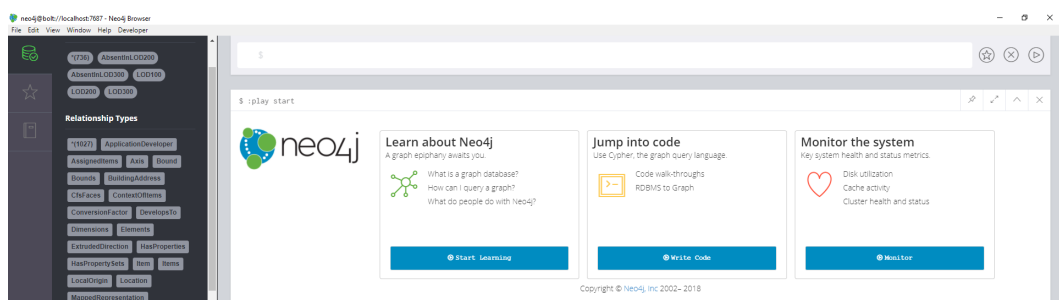 neo4j@bolt://localhost:7687 - Neo4j Browser
File Edit View Window Help Developer
*(736) AbsentInLOD200
AbsentInLOD300 LOD100
LOD200 LOD300
Relationship Types
*(1027) ApplicationDeveloper
AssignedItems Axis Bound
Bounds BuildingAddress
CfsFaces ContextOfItems
ConversionFactor DevelopsTo
Dimensions Elements
ExtrudedDirection HasProperties
HasPropertySets Item Items
LocalOrigin Location
MappedRepresentation
$
$ :play start
neo4j
Learn about Neo4j
A graph epiphany awaits you.
What is a graph database?
How can I query a graph?
What do people do with Neo4j?
Start Learning
Jump into code
Use Cypher, the graph query language.
Code walk-throughs
RDBMS to Graph
Write Code
Monitor the system
Key system health and status metrics.
Disk utilization
Cache activity
Cluster health and status
Monitor
Copyright © Neo4j, Inc 2002– 2018